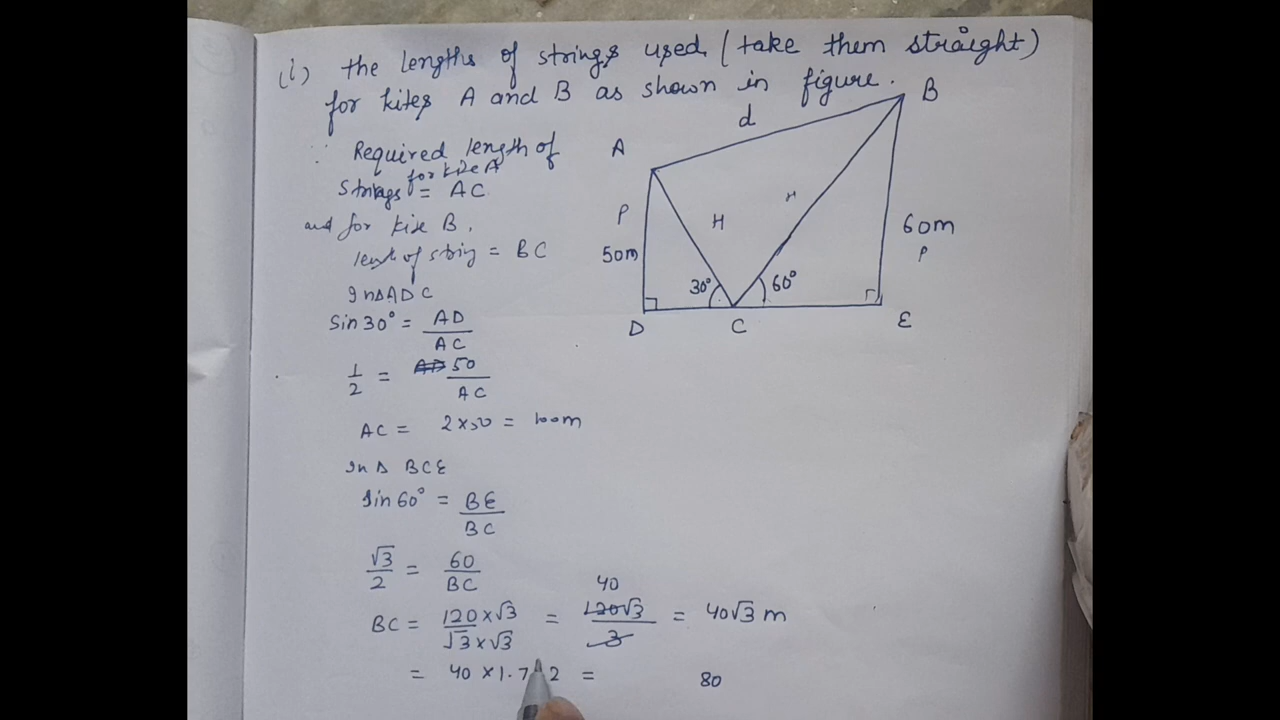 (i) the lengths of strings used (take them straight)
for kites A and B as shown in figure.
Required length of
for kite A
strings = AC
and for kite B,
length of string = BC
In ΔADC
Sin 30° = AD/AC
1/2 = 50/AC
AC = 2×50 = 100m
In Δ BCE
Sin 60° = BE/BC
√3/2 = 60/BC
BC = 120×√3/√3×√3 = 120√3/3 = 40√3 m
40
= 40 × 1.7 2 =
80
A
B
d
P
H
H
50m
60m
P
30°
60°
D
C
E